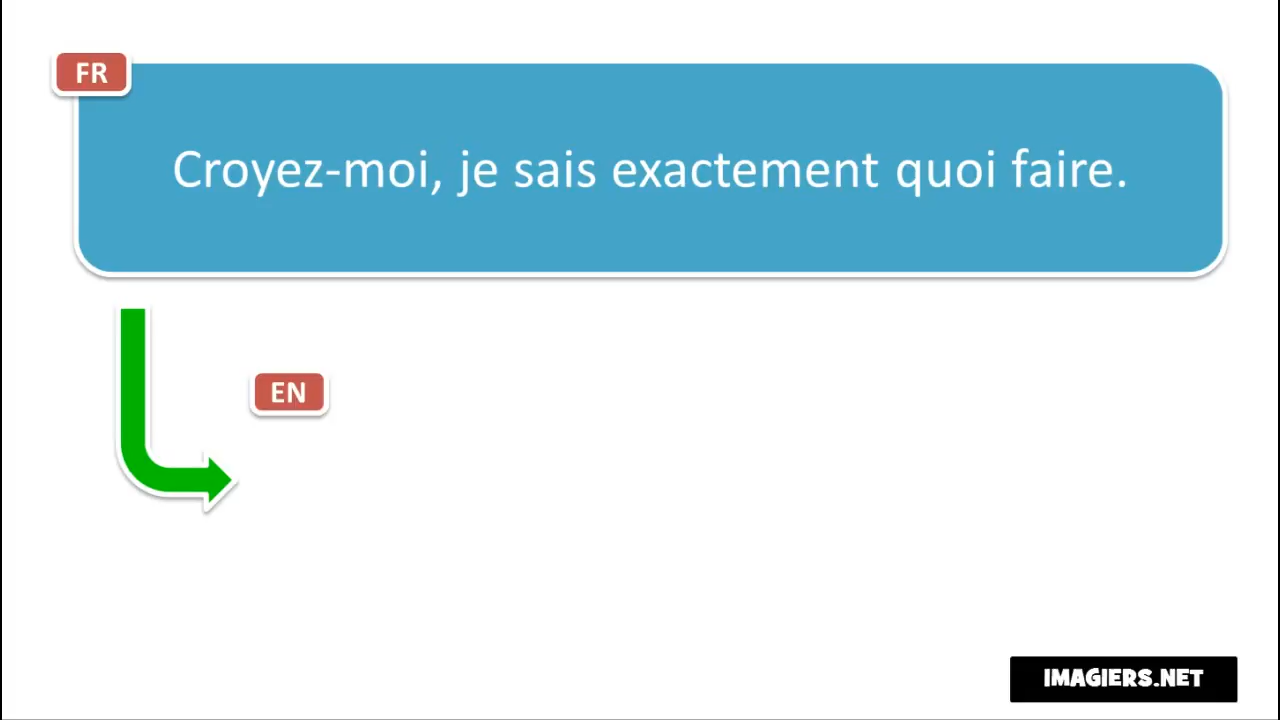 FR
Croyez-moi, je sais exactement quoi faire.
EN
IMAGIERS.NET